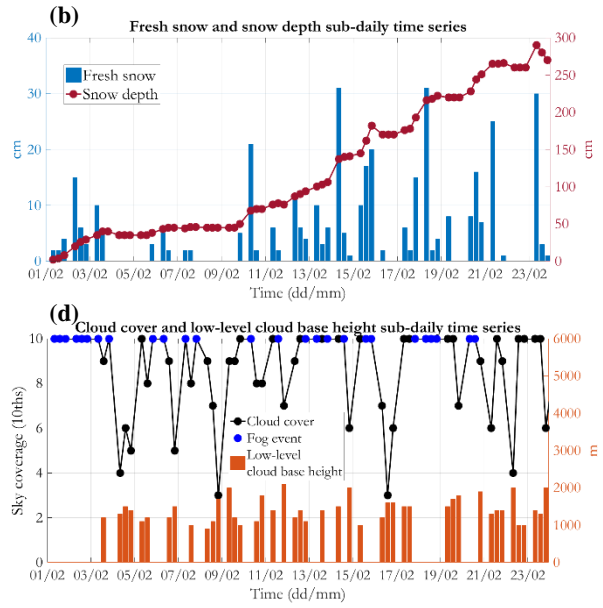 (b)
Fresh snow and snow depth sub-daily time series
40
30
20
10
0
cm
Fresh snow
Snow depth
300
250
200
150
100
50
0
cm
01/02 03/02 05/02 07/02 09/02 11/02 13/02 15/02 17/02 19/02 21/02 23/02
Time (dd/mm)
(d)
Cloud cover and low-level cloud base height sub-daily time series
10
8
6
4
2
0
Sky coverage (10ths)
Cloud cover
Fog event
Low-level
cloud base height
6000
5000
4000
3000
2000
1000
0
m
01/02 03/02 05/02 07/02 09/02 11/02 13/02 15/02 17/02 19/02 21/02 23/02
Time (dd/mm)